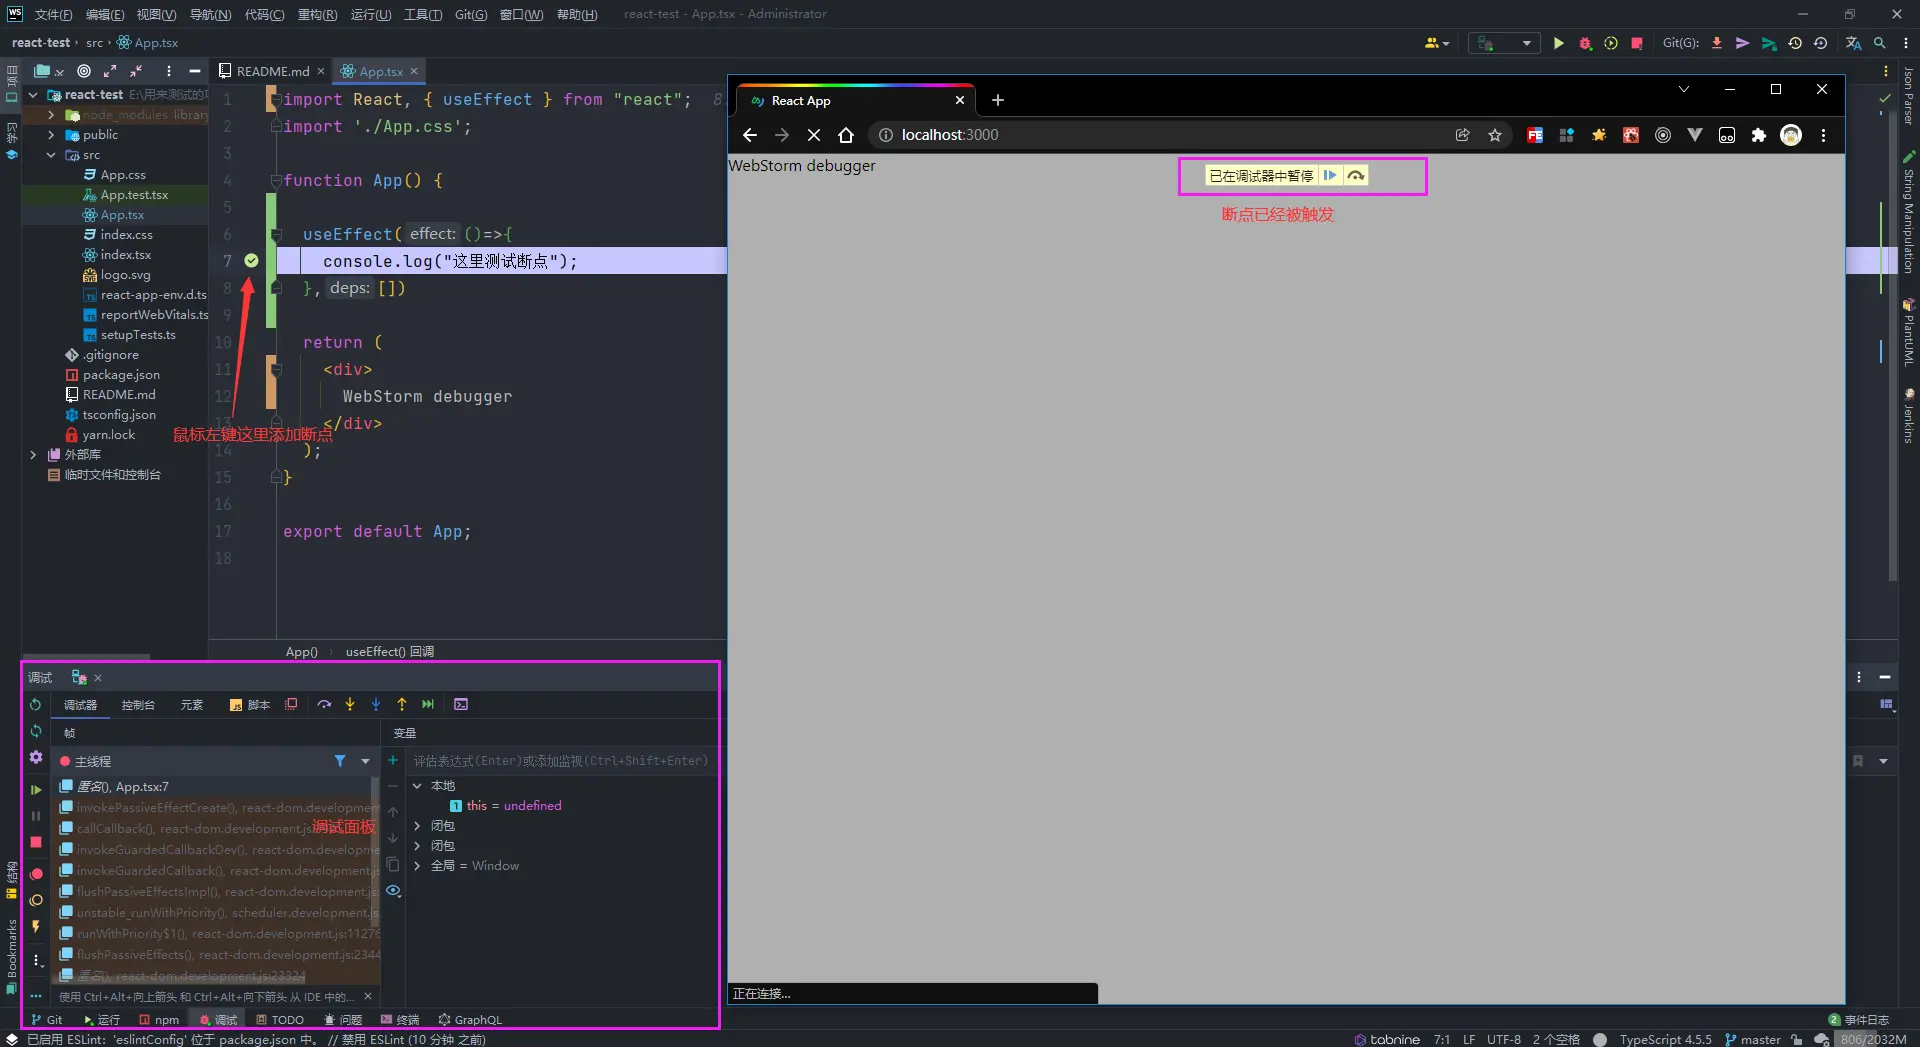 WS 文件(F) 编辑(E) 视图(V) 导航(N) 代码(C) 重构(R) 运行(U) 工具(T) Git(G) 窗口(W) 帮助(H) react-test - App.tsx - Administrator
react-test › src › App.tsx
Git(G):
项目
README.md
App.tsx
react-test E:\用来测试的项
node_modules library
public
src
App.css
App.test.tsx
App.tsx
index.css
index.tsx
logo.svg
react-app-env.d.ts
reportWebVitals.ts
setupTests.ts
.gitignore
package.json
README.md
tsconfig.json
yarn.lock
外部库
临时文件和控制台
1 import React, { useEffect } from "react";
2 import './App.css';
3
4 function App() {
5
6 useEffect( effect: ()=>{
7 console.log("这里测试断点");
8 }, deps: [])
9
10 return (
11 <div>
12 WebStorm debugger
13 </div>
14 );
15 }
16
17 export default App;
18
鼠标左键这里添加断点
App() › useEffect() 回调
React App
localhost:3000
WebStorm debugger
已在调试器中暂停
断点已经被触发
正在连接...
Json Parser
String Manipulation
PlantUML
Jenkins
调试
调试器 控制台 元素 JS 脚本
帧
变量
主线程
评估表达式(Enter)或添加监视(Ctrl+Shift+Enter)
匿名(), App.tsx:7
invokePassiveEffectCreate(), react-dom.development
callCallback(), react-dom.development.js
invokeGuardedCallbackDev(), react-dom.developme
invokeGuardedCallback(), react-dom.development.j
flushPassiveEffectsImpl(), react-dom.development.js
unstable_runWithPriority(), scheduler.development.js
runWithPriority$1(), react-dom.development.js:11276
flushPassiveEffects(), react-dom.development.js:2344
匿名(), react-dom.development.js:23324
调试面板
本地
this = undefined
闭包
闭包
全局 = Window
使用 Ctrl+Alt+向上箭头 和 Ctrl+Alt+向下箭头 从 IDE 中的...
结构
Bookmarks
Git 运行 npm 调试 TODO 问题 终端 GraphQL
2 事件日志
已启用 ESLint: 'eslintConfig' 位于 package.json 中。 // 禁用 ESLint (10 分钟 之前)
tabnine 7:1 LF UTF-8 2 个空格 TypeScript 4.5.5 master 806/2032M